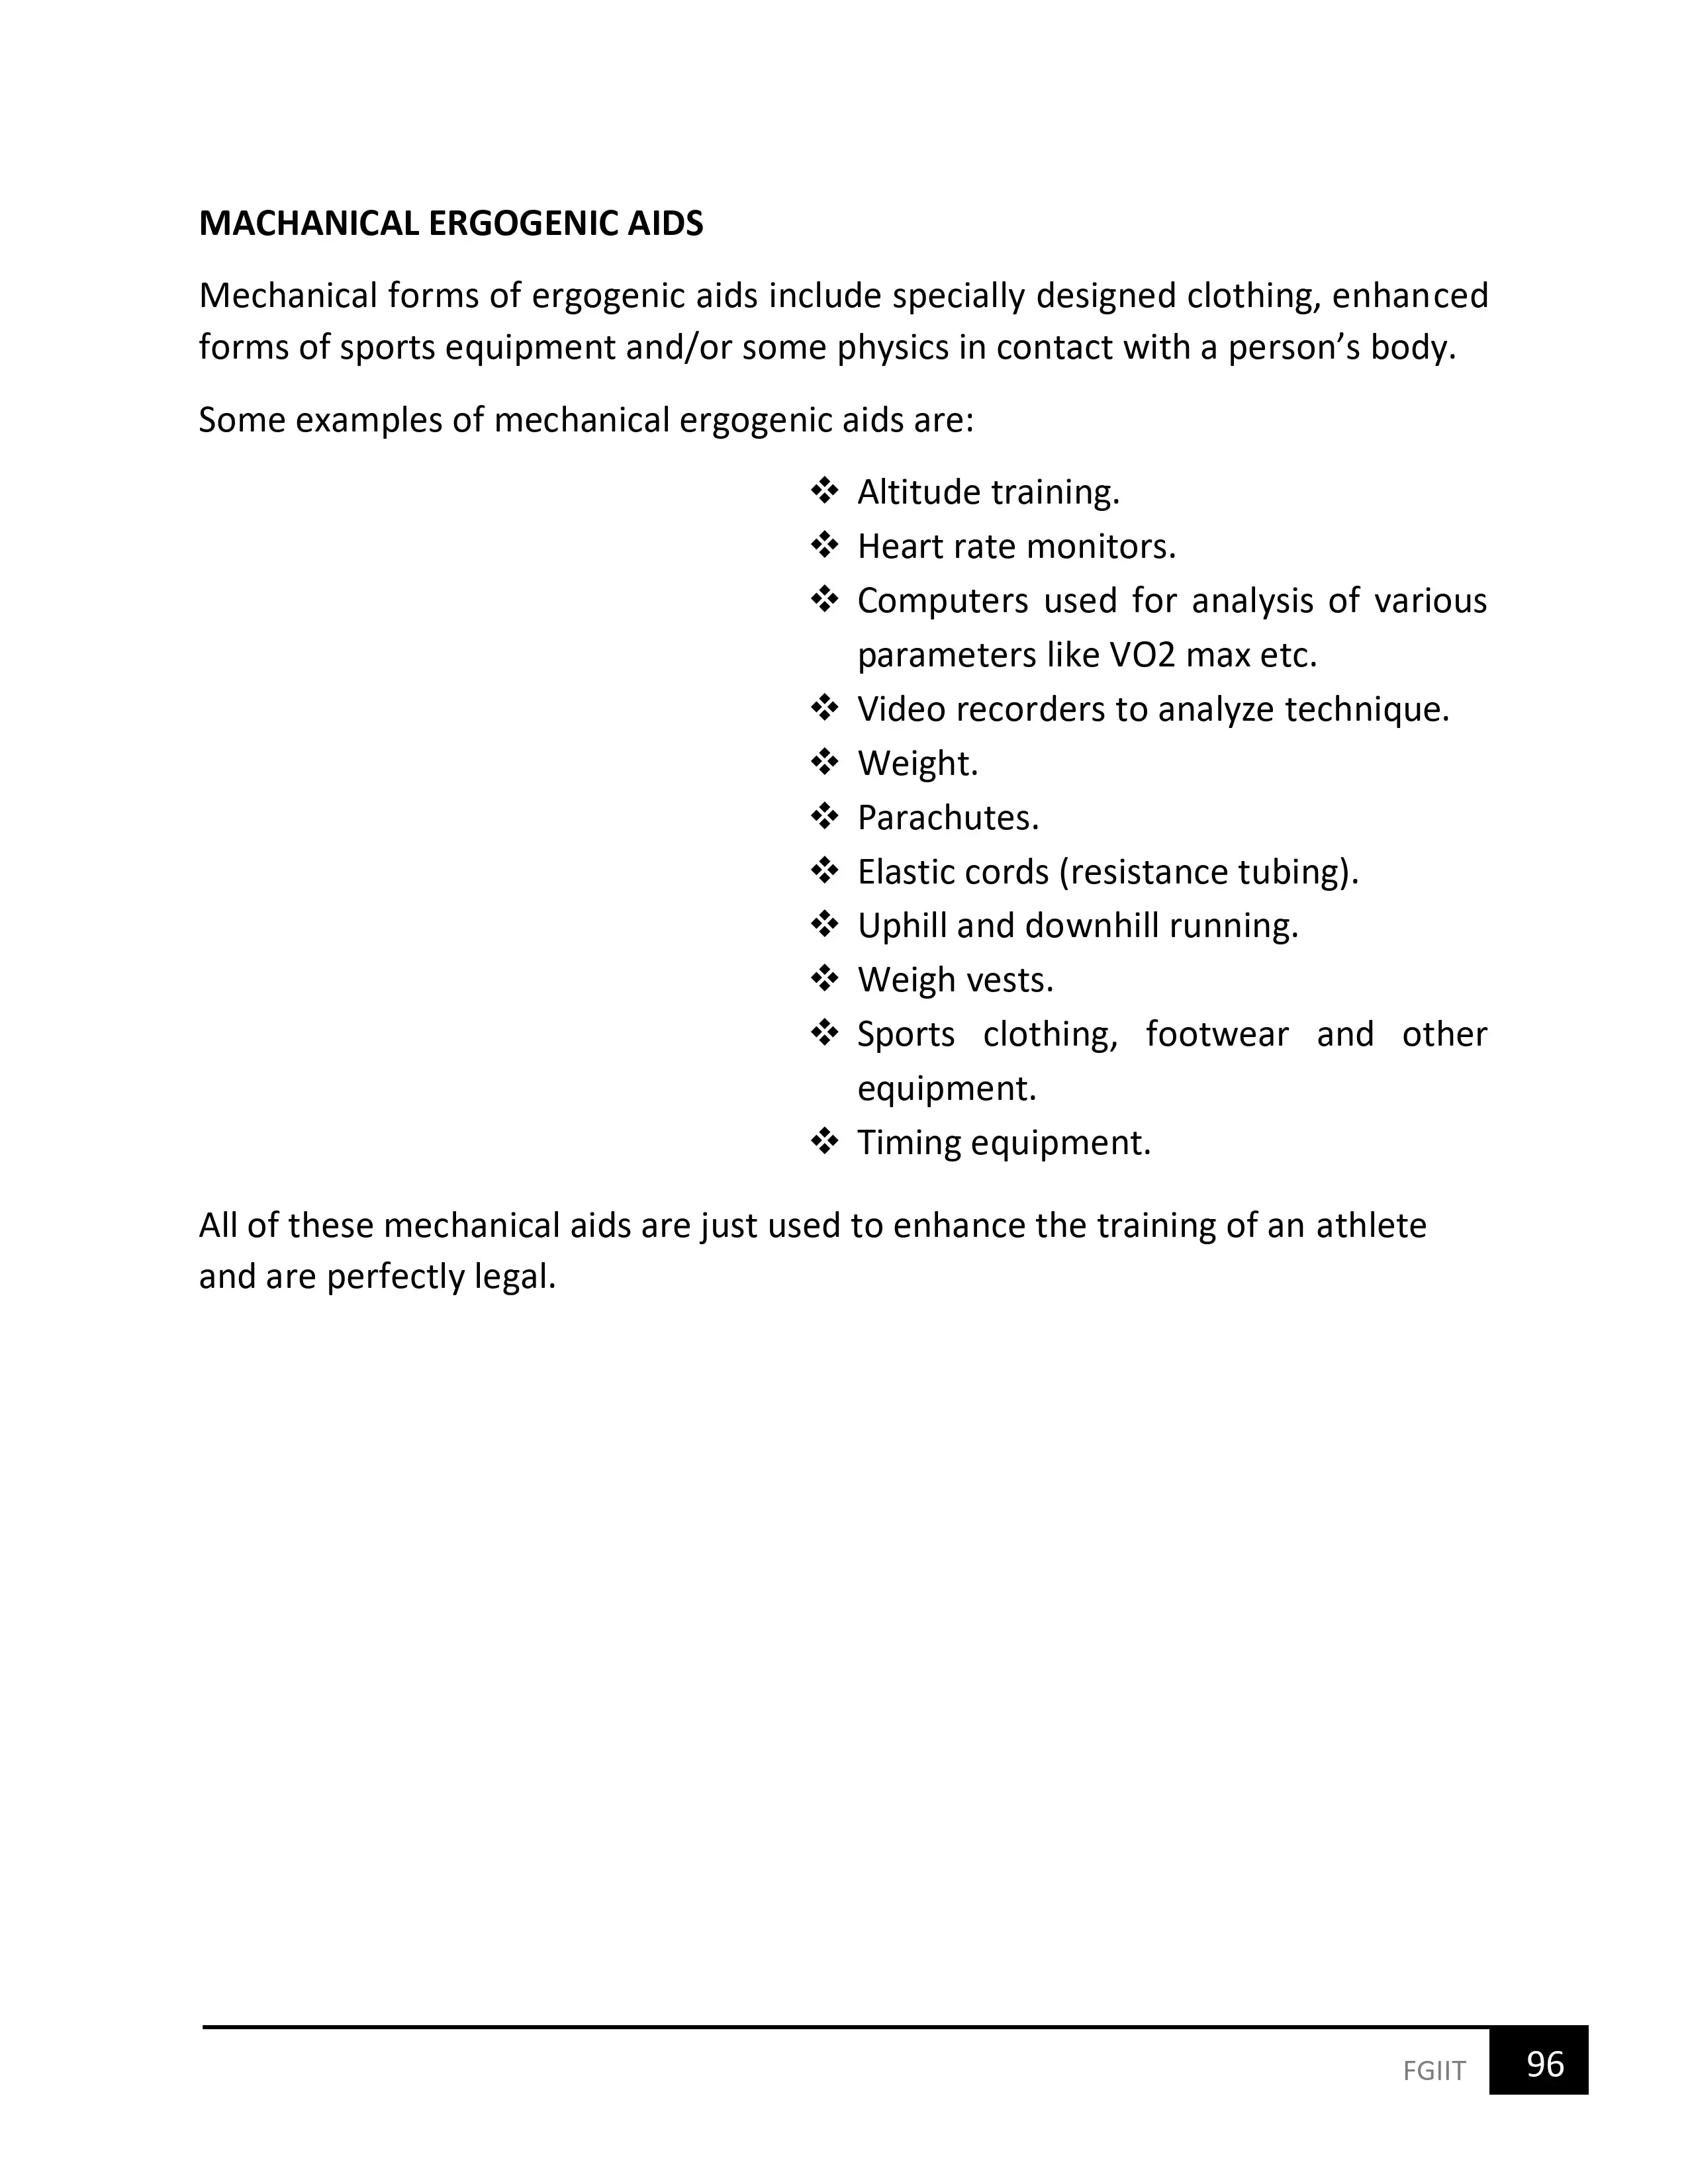 MACHANICAL ERGOGENIC AIDS
Mechanical forms of ergogenic aids include specially designed clothing, enhanced
forms of sports equipment and/or some physics in contact with a person’s body.
Some examples of mechanical ergogenic aids are:
❖ Altitude training.
❖ Heart rate monitors.
❖ Computers used for analysis of various
parameters like VO2 max etc.
❖ Video recorders to analyze technique.
❖ Weight.
❖ Parachutes.
❖ Elastic cords (resistance tubing).
❖ Uphill and downhill running.
❖ Weigh vests.
❖ Sports clothing, footwear and other
equipment.
❖ Timing equipment.
All of these mechanical aids are just used to enhance the training of an athlete
and are perfectly legal.
FGIIT 96